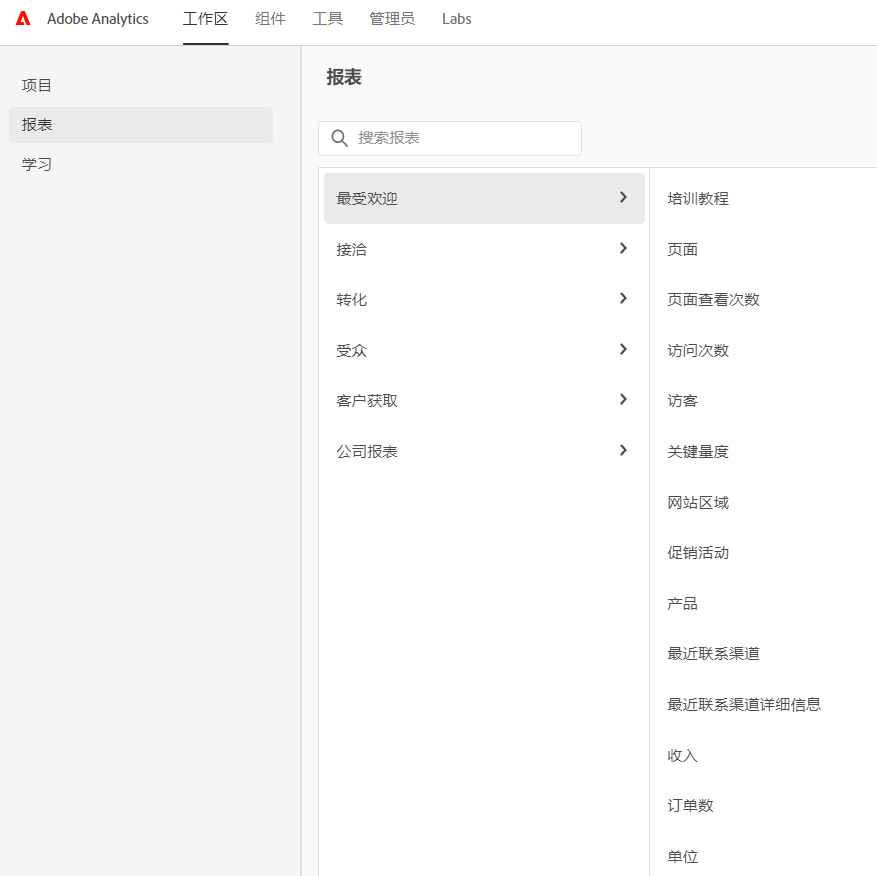 Adobe Analytics 工作区 组件 工具 管理员 Labs
项目
报表
学习
报表
搜索报表
最受欢迎
接洽
转化
受众
客户获取
公司报表
培训教程
页面
页面查看次数
访问次数
访客
关键量度
网站区域
促销活动
产品
最近联系渠道
最近联系渠道详细信息
收入
订单数
单位